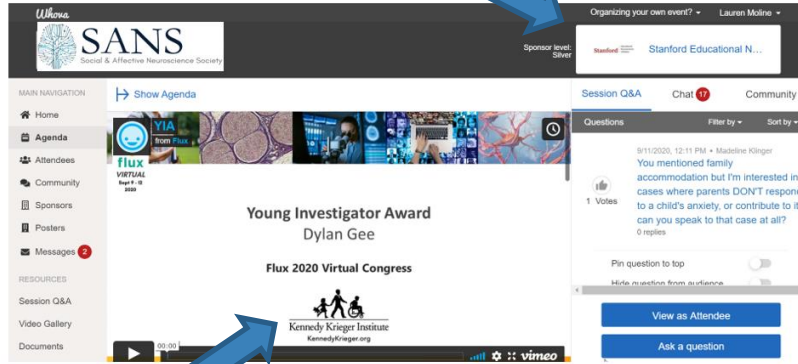 Whova
Organizing your own event?
Lauren Moline
SANS
Social & Affective Neuroscience Society
Sponsor level:
Silver
Stanford
Stanford Educational N...
MAIN NAVIGATION
Home
Agenda
Attendees
Community
Sponsors
Posters
Messages 2
RESOURCES
Session Q&A
Video Gallery
Documents
Show Agenda
YIA
from Flux
flux
VIRTUAL
Sept 9 - 12
2020
Young Investigator Award
Dylan Gee
Flux 2020 Virtual Congress
Kennedy Krieger Institute
KennedyKrieger.org
00:00
vimeo
Session Q&A
Chat 17
Community
Questions
Filter by
Sort by
9/11/2020, 12:11 PM • Madeline Klinger
You mentioned family
accommodation but I'm interested in
cases where parents DON'T respond
to a child's anxiety, or contribute to it
can you speak to that case at all?
0 replies
1 Votes
Pin question to top
Hide question from audience
View as Attendee
Ask a question